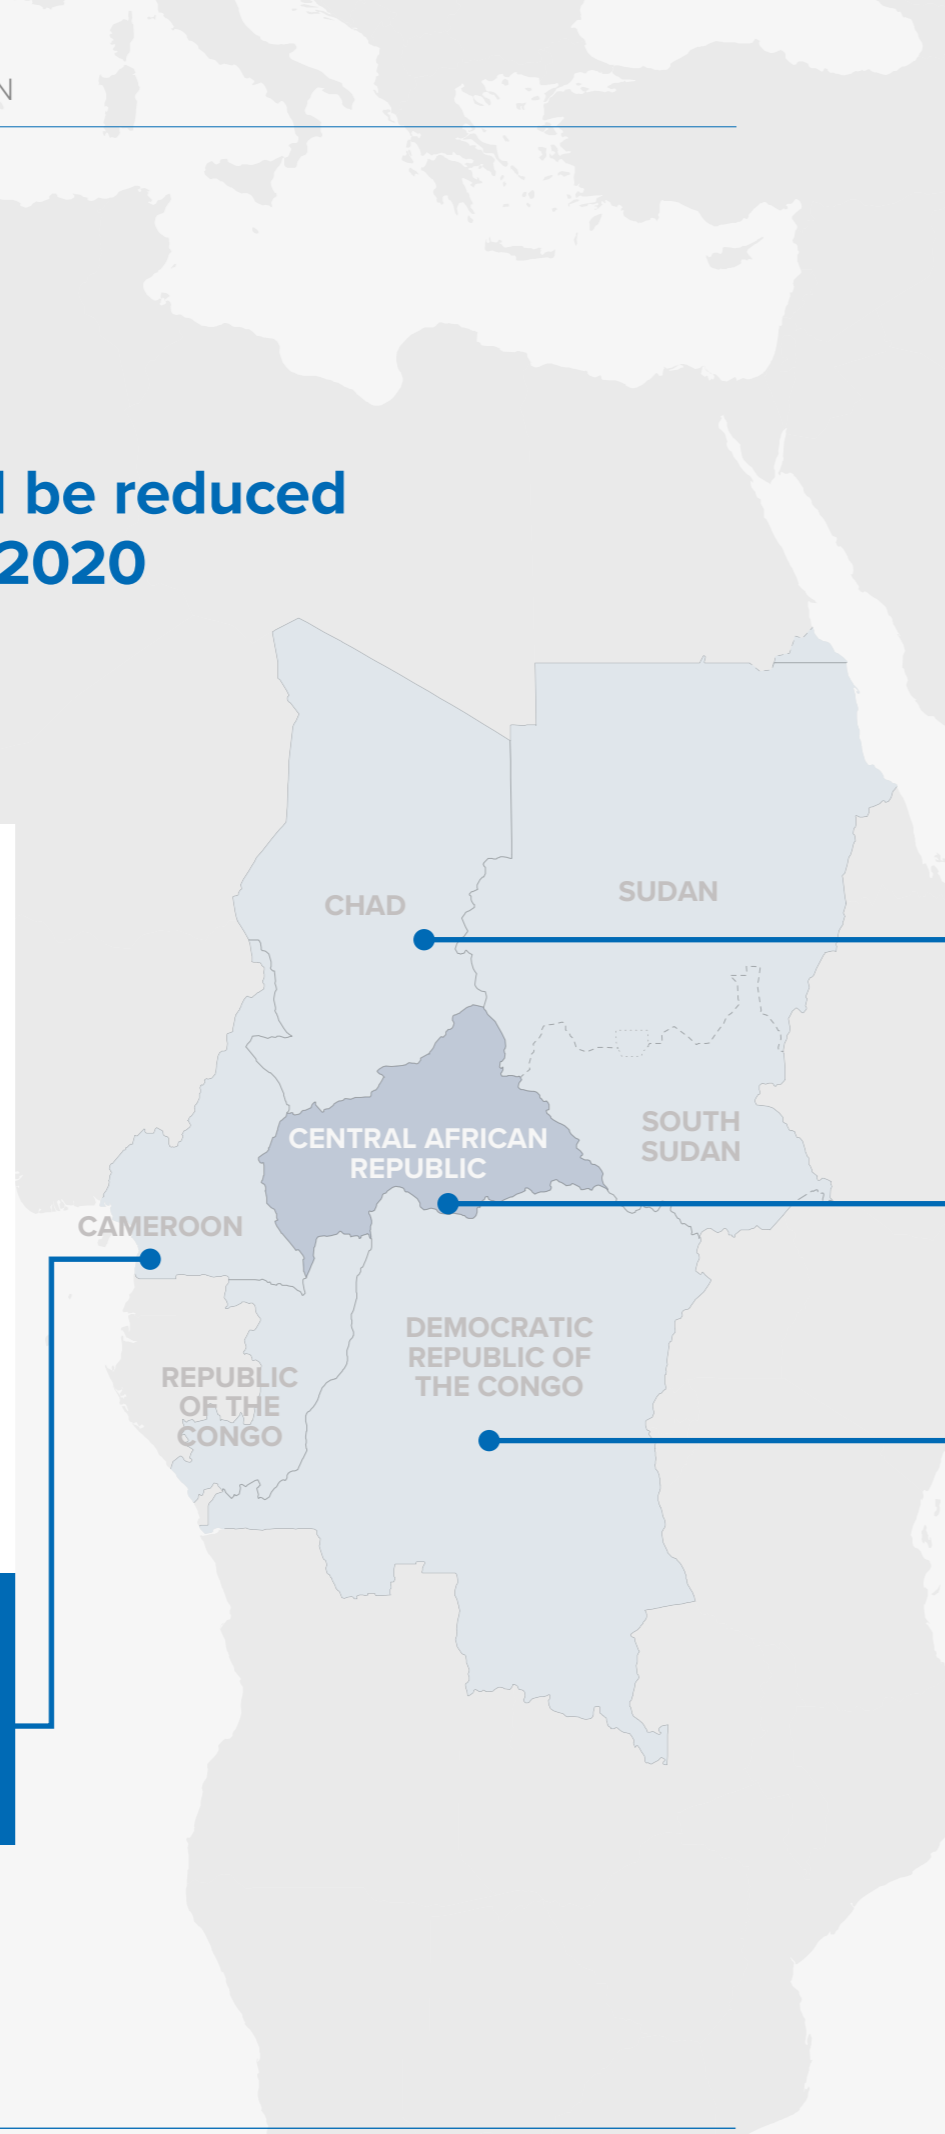 N
be reduced
2020
CHAD
SUDAN
CENTRAL AFRICAN
REPUBLIC
SOUTH
SUDAN
CAMEROON
DEMOCRATIC
REPUBLIC OF
THE CONGO
REPUBLIC
OF THE
CONGO